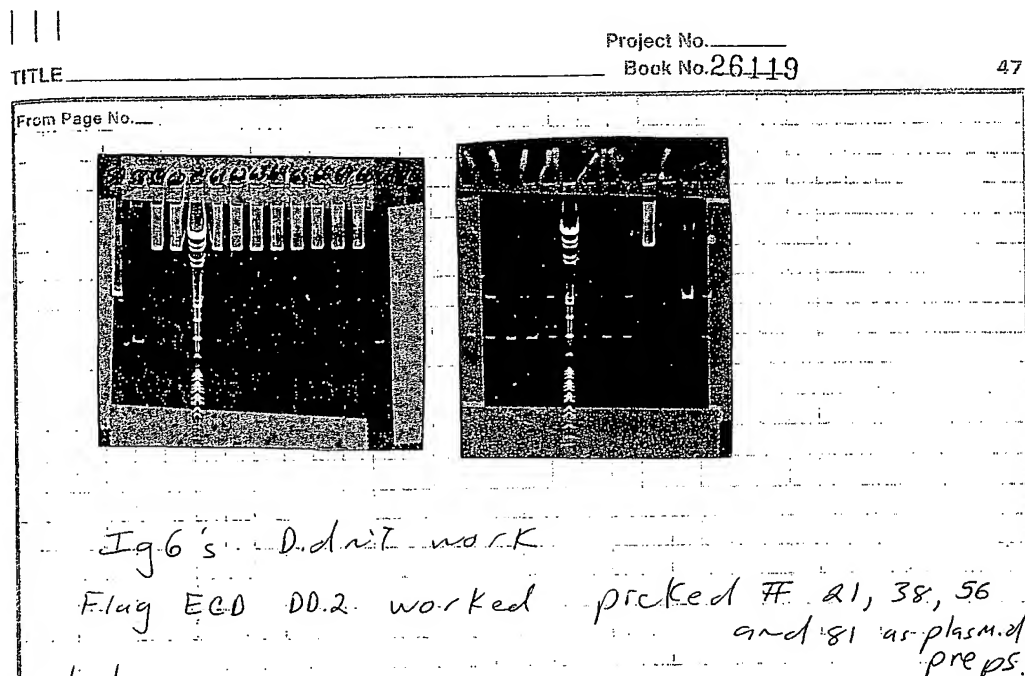 Project No.
TITLE Book No. 26119 47
From Page No.
Ig6's Didn't work
Flag ECD DD.2 worked picked # 21, 38, 56
and 81 as plasmid
preps.